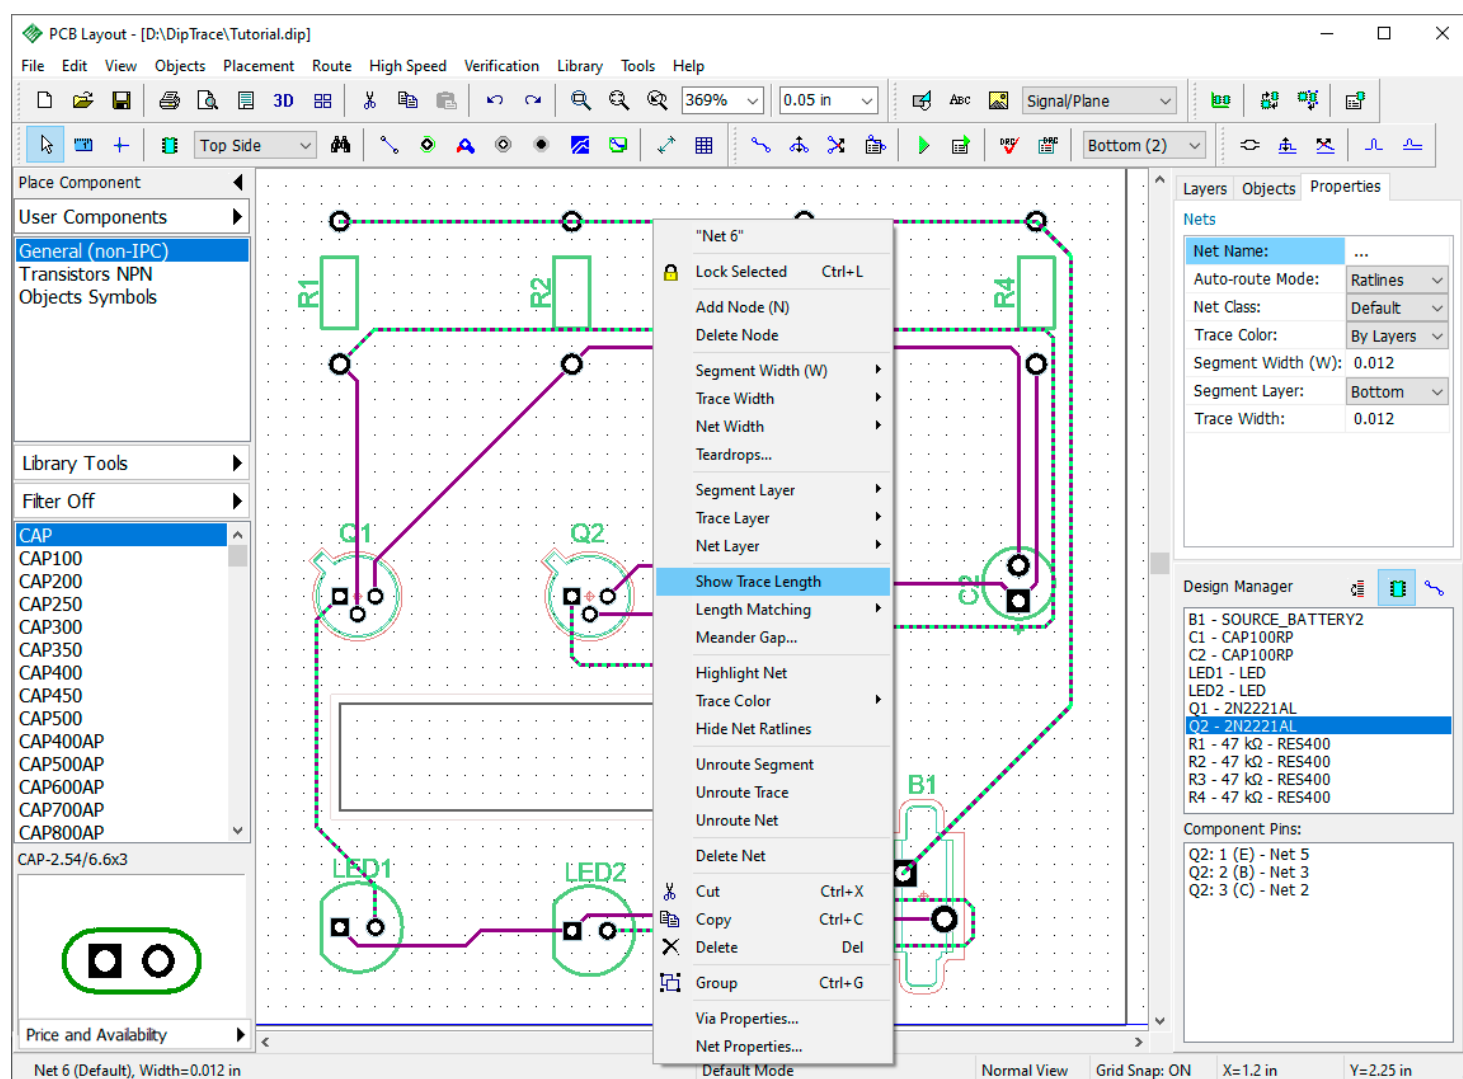 PCB Layout - [D:\DipTrace\Tutorial.dip]
File Edit View Objects Placement Route High Speed Verification Library Tools Help
3D 369% 0.05 in ABC Signal/Plane
Top Side DRC DRC Bottom (2)
Place Component
User Components
General (non-IPC)
Transistors NPN
Objects Symbols
Library Tools
Filter Off
CAP
CAP100
CAP200
CAP250
CAP300
CAP350
CAP400
CAP450
CAP500
CAP400AP
CAP500AP
CAP600AP
CAP700AP
CAP800AP
CAP-2.54/6.6x3
Price and Availability
R1
R2
R4
Q1
Q2
C2
B1
LED1
LED2
"Net 6"
Lock Selected Ctrl+L
Add Node (N)
Delete Node
Segment Width (W)
Trace Width
Net Width
Teardrops...
Segment Layer
Trace Layer
Net Layer
Show Trace Length
Length Matching
Meander Gap...
Highlight Net
Trace Color
Hide Net Ratlines
Unroute Segment
Unroute Trace
Unroute Net
Delete Net
Cut Ctrl+X
Copy Ctrl+C
Delete Del
Group Ctrl+G
Via Properties...
Net Properties...
Layers Objects Properties
Nets
Net Name: ...
Auto-route Mode: Ratlines
Net Class: Default
Trace Color: By Layers
Segment Width (W): 0.012
Segment Layer: Bottom
Trace Width: 0.012
Design Manager
B1 - SOURCE_BATTERY2
C1 - CAP100RP
C2 - CAP100RP
LED1 - LED
LED2 - LED
Q1 - 2N2221AL
Q2 - 2N2221AL
R1 - 47 kΩ - RES400
R2 - 47 kΩ - RES400
R3 - 47 kΩ - RES400
R4 - 47 kΩ - RES400
Component Pins:
Q2: 1 (E) - Net 5
Q2: 2 (B) - Net 3
Q2: 3 (C) - Net 2
Net 6 (Default), Width=0.012 in Default Mode Normal View Grid Snap: ON X=1.2 in Y=2.25 in